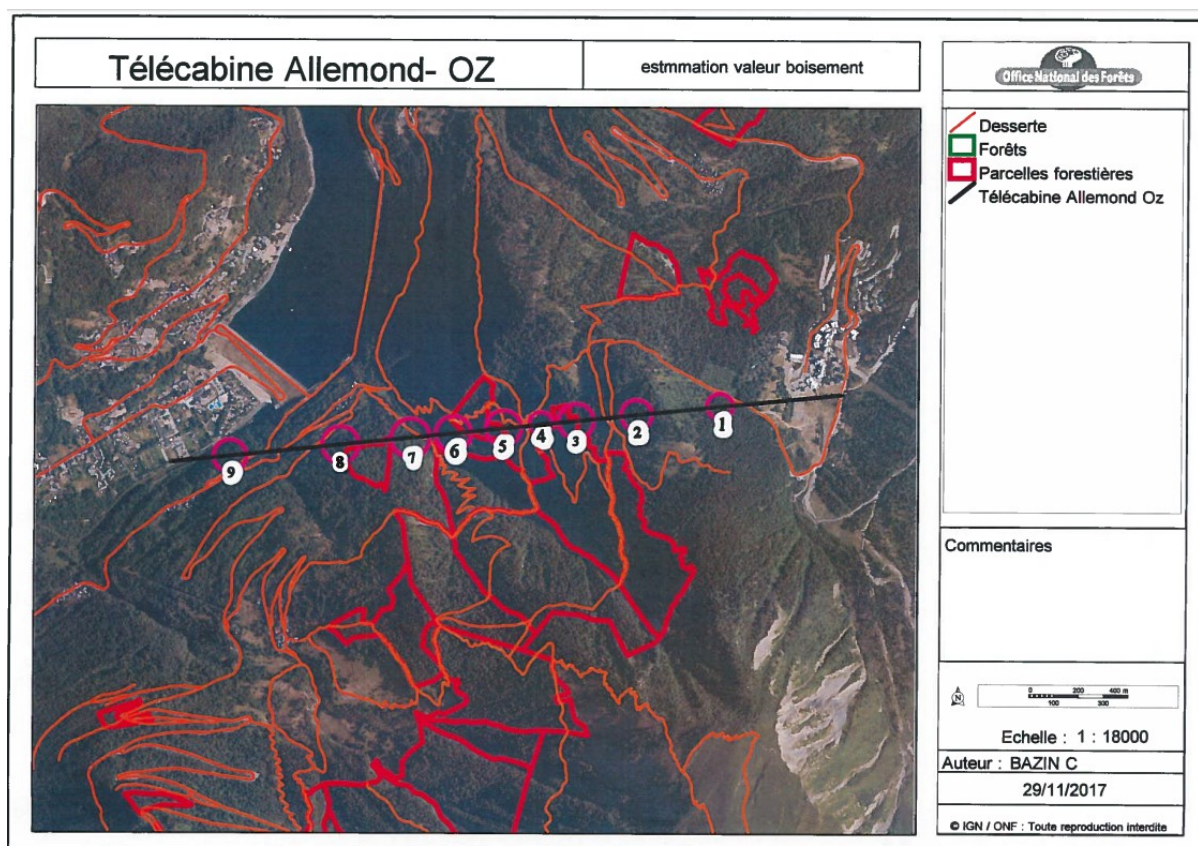 Télécabine Allemond- OZ
estmmation valeur boisement
Office National des Forêts
Desserte
Forêts
Parcelles forestières
Télécabine Allemond Oz
1
2
3
4
5
6
7
8
9
Commentaires
N
0 200 400 m
100 300
Echelle : 1 : 18000
Auteur : BAZIN C
29/11/2017
© IGN / ONF : Toute reproduction interdite